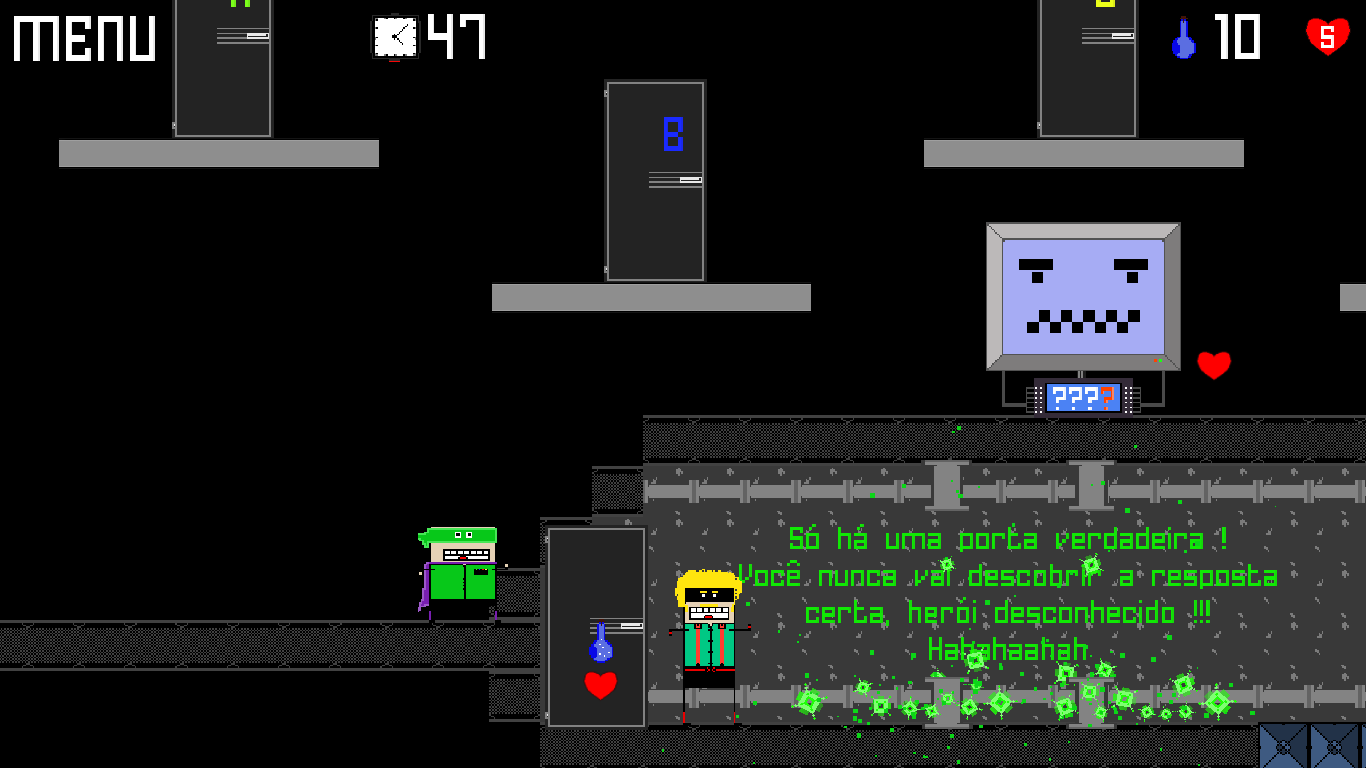 MENU
47
10
5
B
????
Só há uma porta verdadeira !
Você nunca vai descobrir a resposta
certa, herói desconhecido !!!
Hahahaahah